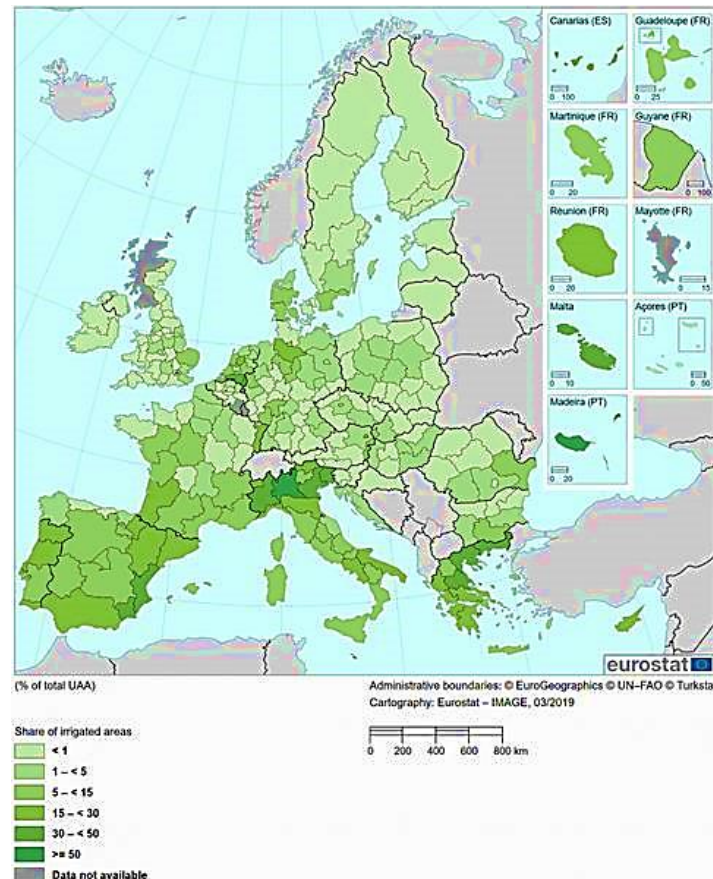 Canarias (ES)
0 100
Guadeloupe (FR)
0 25
Martinique (FR)
0 20
Guyane (FR)
0 100
Réunion (FR)
0 20
Mayotte (FR)
0 15
Malta
0 10
Açores (PT)
0 50
Madeira (PT)
0 20
eurostat
(% of total UAA)
Administrative boundaries: © EuroGeographics © UN–FAO © Turksta
Cartography: Eurostat – IMAGE, 03/2019
0 200 400 600 800 km
Share of irrigated areas
< 1
1 – < 5
5 – < 15
15 – < 30
30 – < 50
>= 50
Data not available